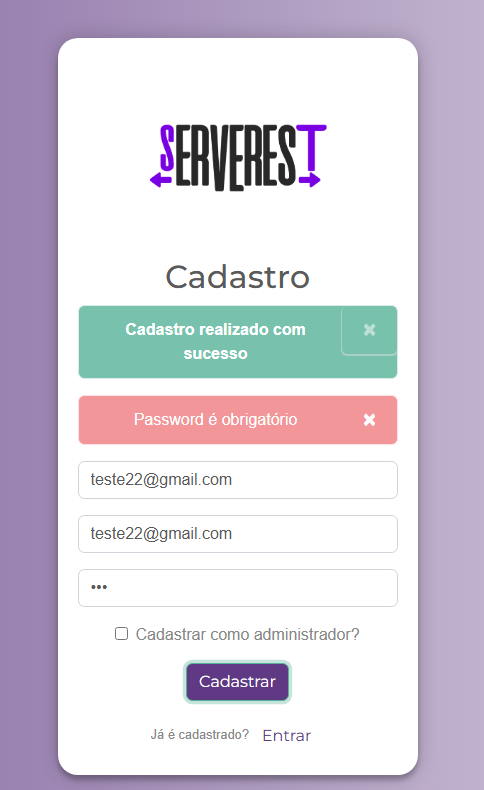 SERVEREST
Cadastro
Cadastro realizado com
sucesso
×
Password é obrigatório
×
teste22@gmail.com
teste22@gmail.com
•••
Cadastrar como administrador?
Cadastrar
Já é cadastrado? Entrar